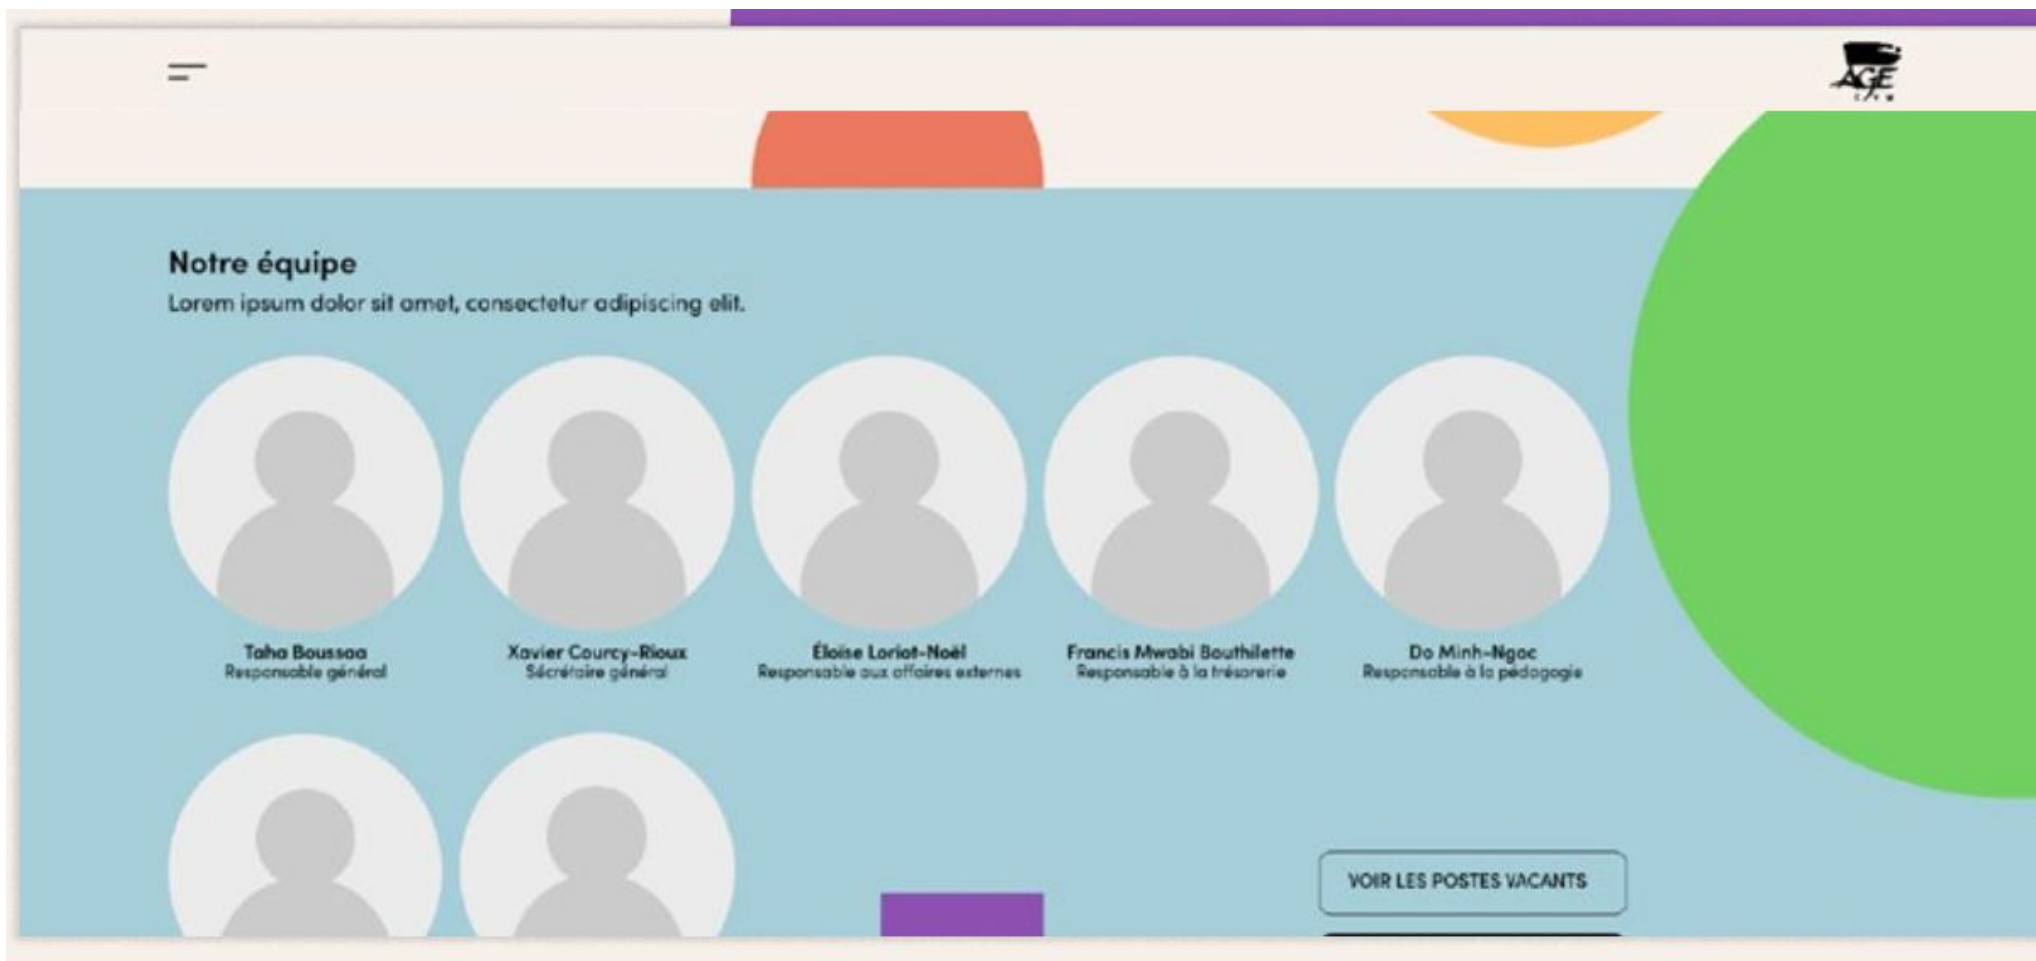 AGE
Notre équipe
Lorem ipsum dolor sit amet, consectetur adipiscing elit.
Taha Boussaa
Responsable général
Xavier Courcy-Rioux
Sécrétaire général
Éloïse Loriot-Noël
Responsable aux affaires externes
Francis Mwabi Bouthilette
Responsable à la trésorerie
Do Minh-Ngoc
Responsable à la pédagogie
VOIR LES POSTES VACANTS